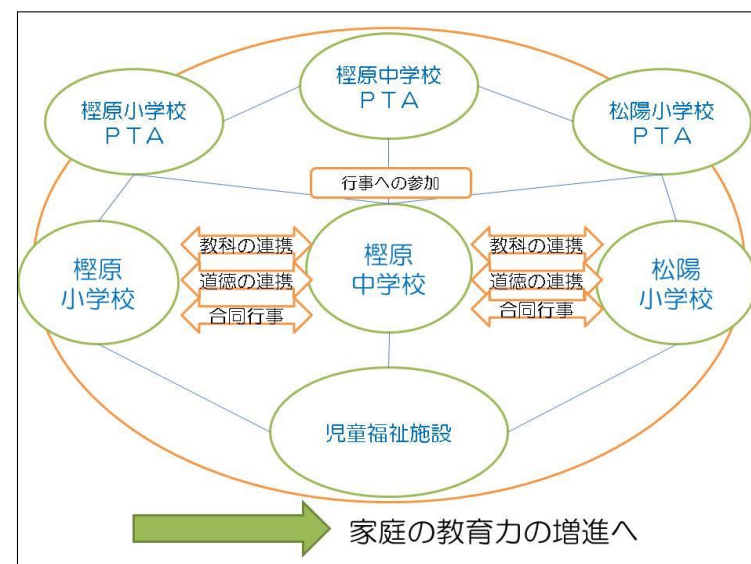 樫原中学校
ＰＴＡ
樫原小学校
ＰＴＡ
松陽小学校
ＰＴＡ
行事への参加
樫原
小学校
教科の連携
道徳の連携
合同行事
樫原
中学校
教科の連携
道徳の連携
合同行事
松陽
小学校
児童福祉施設
家庭の教育力の増進へ